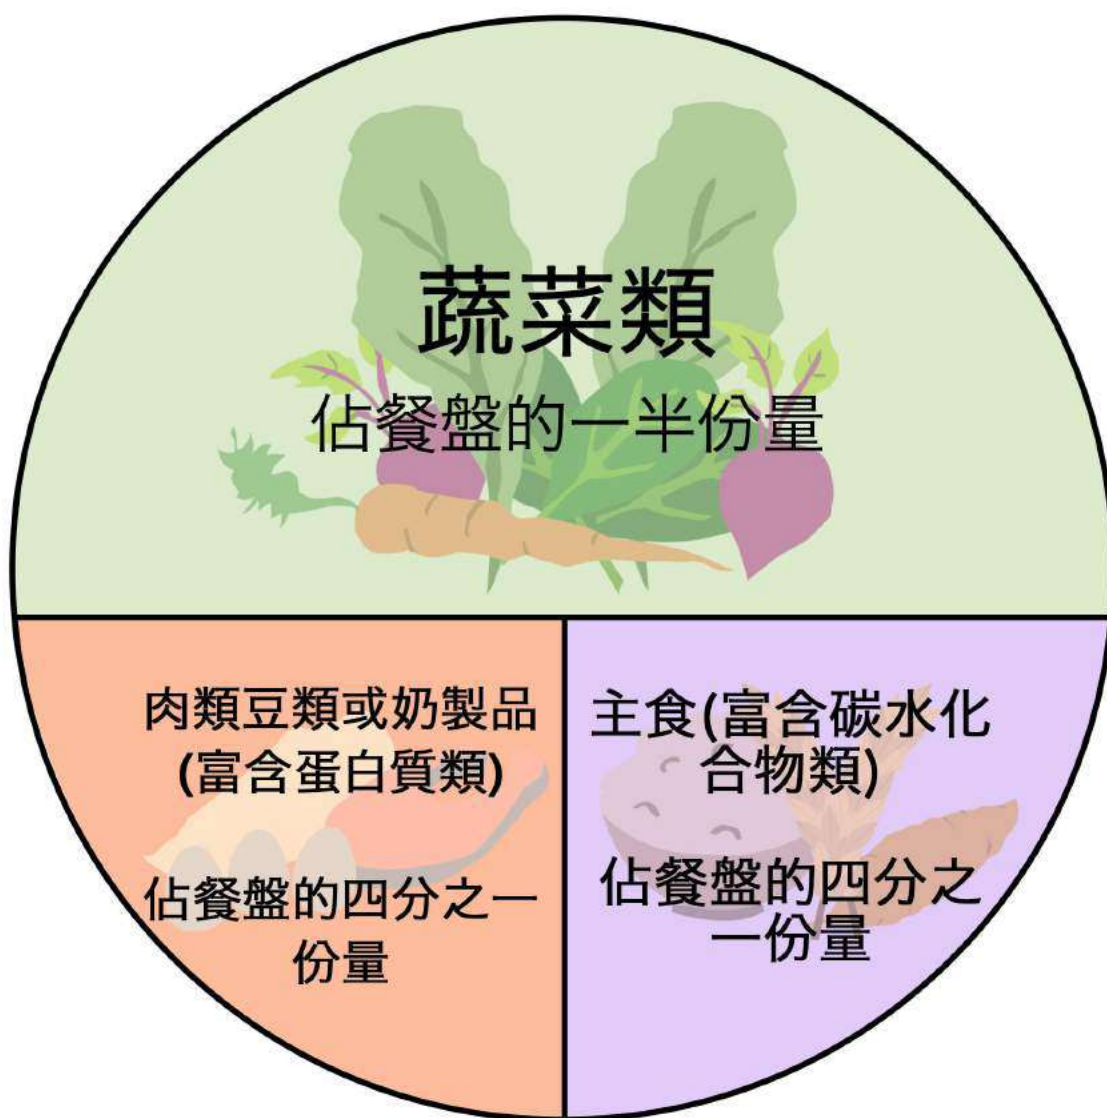 蔬菜類
佔餐盤的一半份量
肉類豆類或奶製品
(富含蛋白質類)
佔餐盤的四分之一
份量
主食(富含碳水化
合物類)
佔餐盤的四分之
一份量